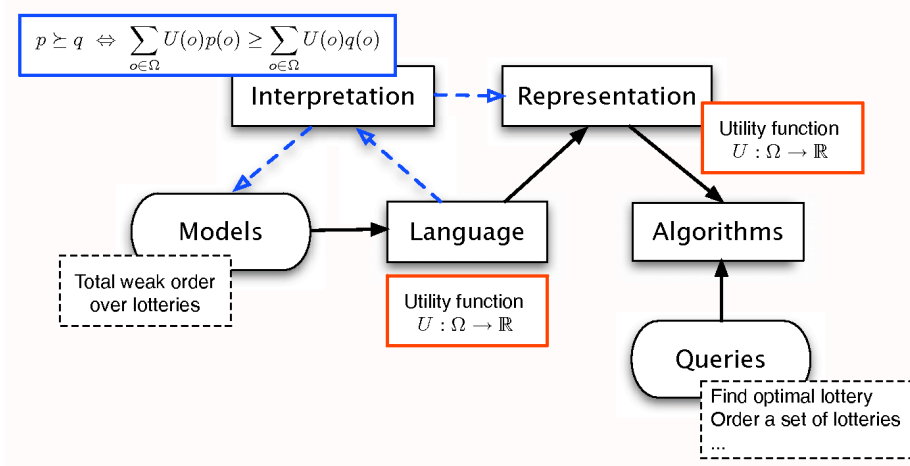 p ⪰ q ⇔ ∑_{o∈Ω} U(o)p(o) ≥ ∑_{o∈Ω} U(o)q(o)
Interpretation
Representation
Utility function
U : Ω → ℝ
Models
Language
Algorithms
Total weak order
over lotteries
Utility function
U : Ω → ℝ
Queries
Find optimal lottery
Order a set of lotteries
...